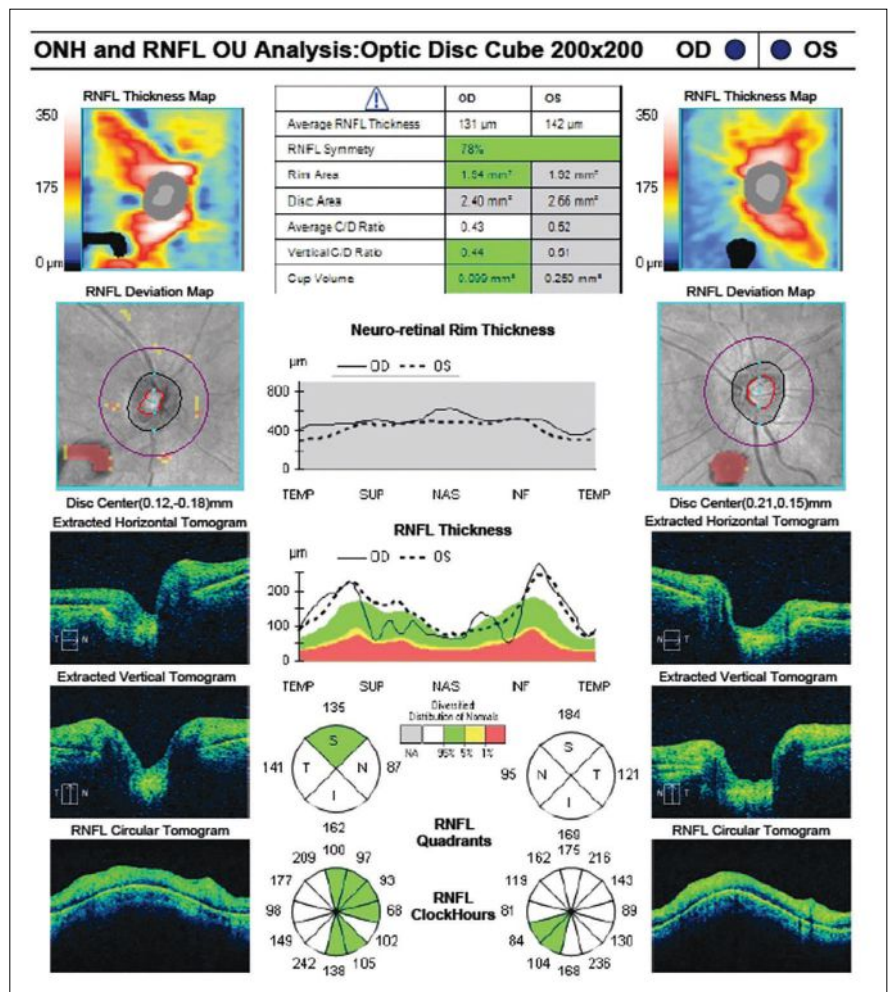 ONH and RNFL OU Analysis:Optic Disc Cube 200x200 OD OS
RNFL Thickness Map
350
175
0 µm
OD OS
Average RNFL Thickness 131 µm 142 µm
RNFL Symmetry 78%
Rim Area 1.94 mm² 1.92 mm²
Disc Area 2.40 mm² 2.66 mm²
Average C/D Ratio 0.43 0.52
Vertical C/D Ratio 0.44 0.51
Cup Volume 0.099 mm³ 0.250 mm³
RNFL Thickness Map
350
175
0 µm
RNFL Deviation Map
Disc Center(0.12,-0.18)mm
Neuro-retinal Rim Thickness
µm OD OS
800
400
0
TEMP SUP NAS INF TEMP
RNFL Deviation Map
Disc Center(0.21,0.15)mm
Extracted Horizontal Tomogram
T N
RNFL Thickness
µm OD OS
200
100
0
TEMP SUP NAS INF TEMP
Extracted Horizontal Tomogram
N T
Extracted Vertical Tomogram
T N
135
141 T S N I 87
162
Diversified
Distribution of Normals
NA 95% 5% 1%
184
95 N S T I 121
169
RNFL
Quadrants
Extracted Vertical Tomogram
RNFL Circular Tomogram
100
209 97
177 93
98 68
149 102
242 105
138
RNFL
ClockHours
175
162 216
119 143
81 89
84 130
104 236
168
RNFL Circular Tomogram